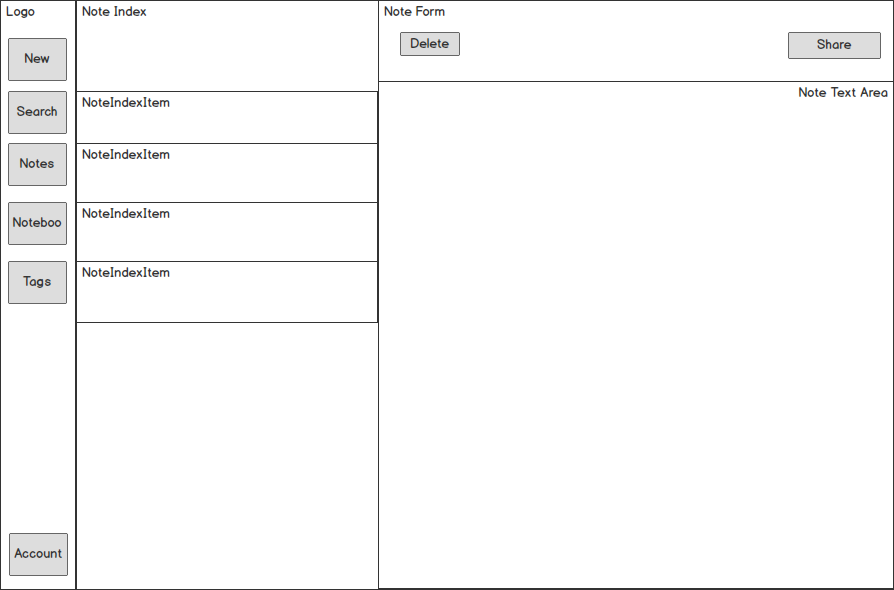 Logo
New
Search
Notes
Noteboo
Tags
Account
Note Index
NoteIndexItem
NoteIndexItem
NoteIndexItem
NoteIndexItem
Note Form
Delete
Share
Note Text Area